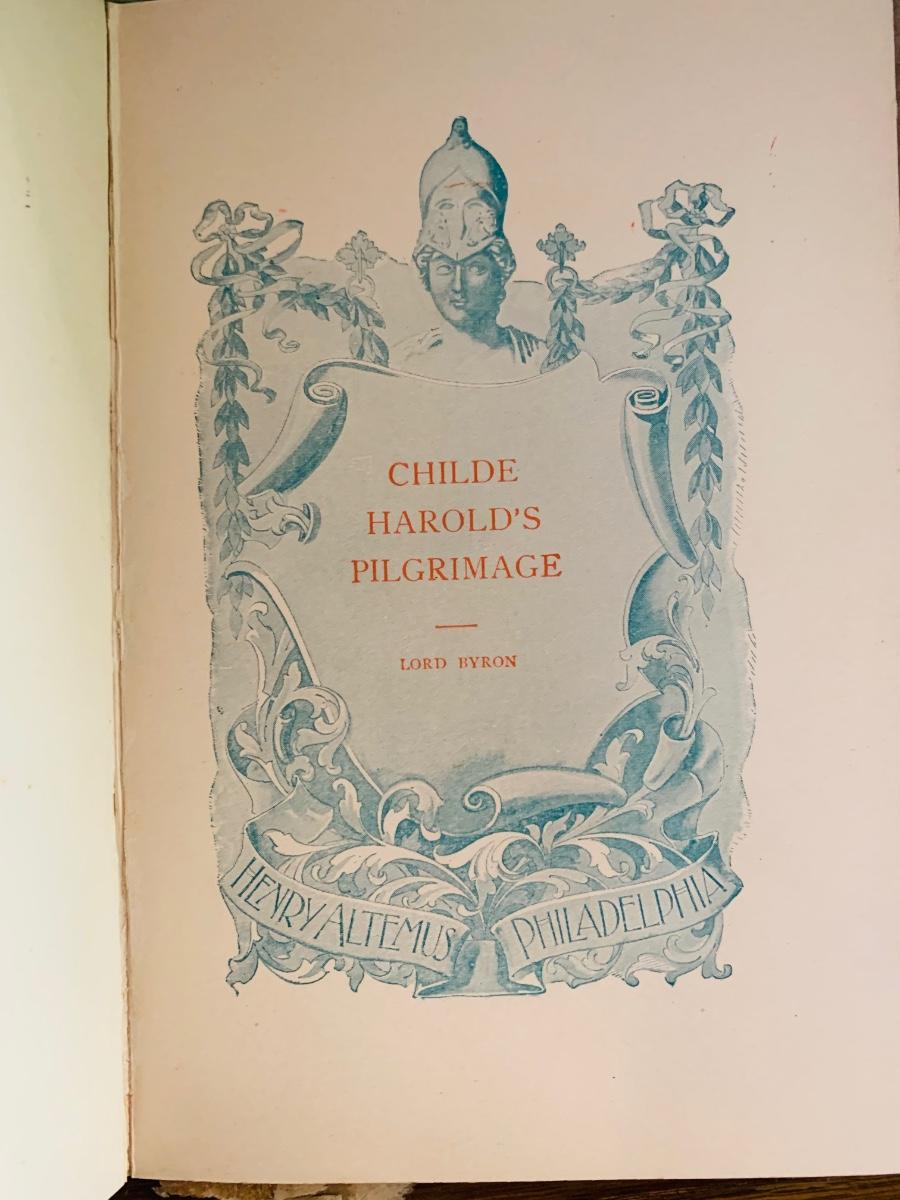 CHILDE
HAROLD'S
PILGRIMAGE
LORD BYRON
HENRY ALTEMUS PHILADELPHIA